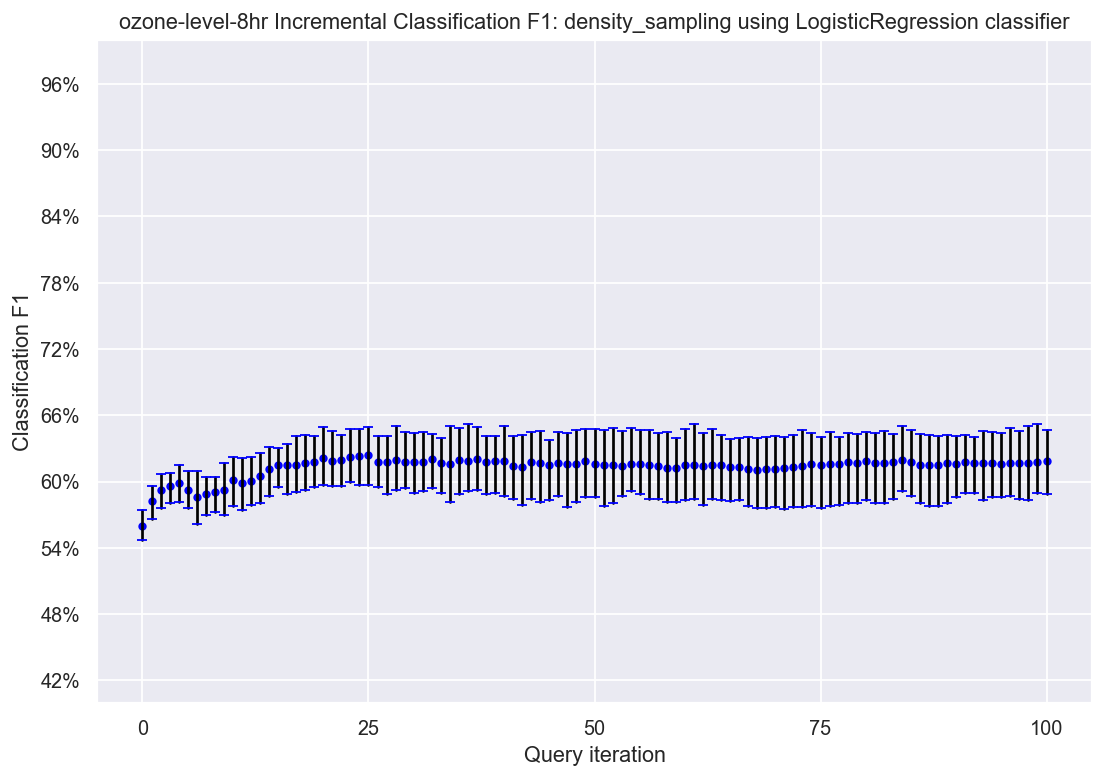 ozone-level-8hr Incremental Classification F1: density_sampling using LogisticRegression classifier
96%
90%
84%
78%
72%
66%
60%
54%
48%
42%
Classification F1
0 25 50 75 100
Query iteration